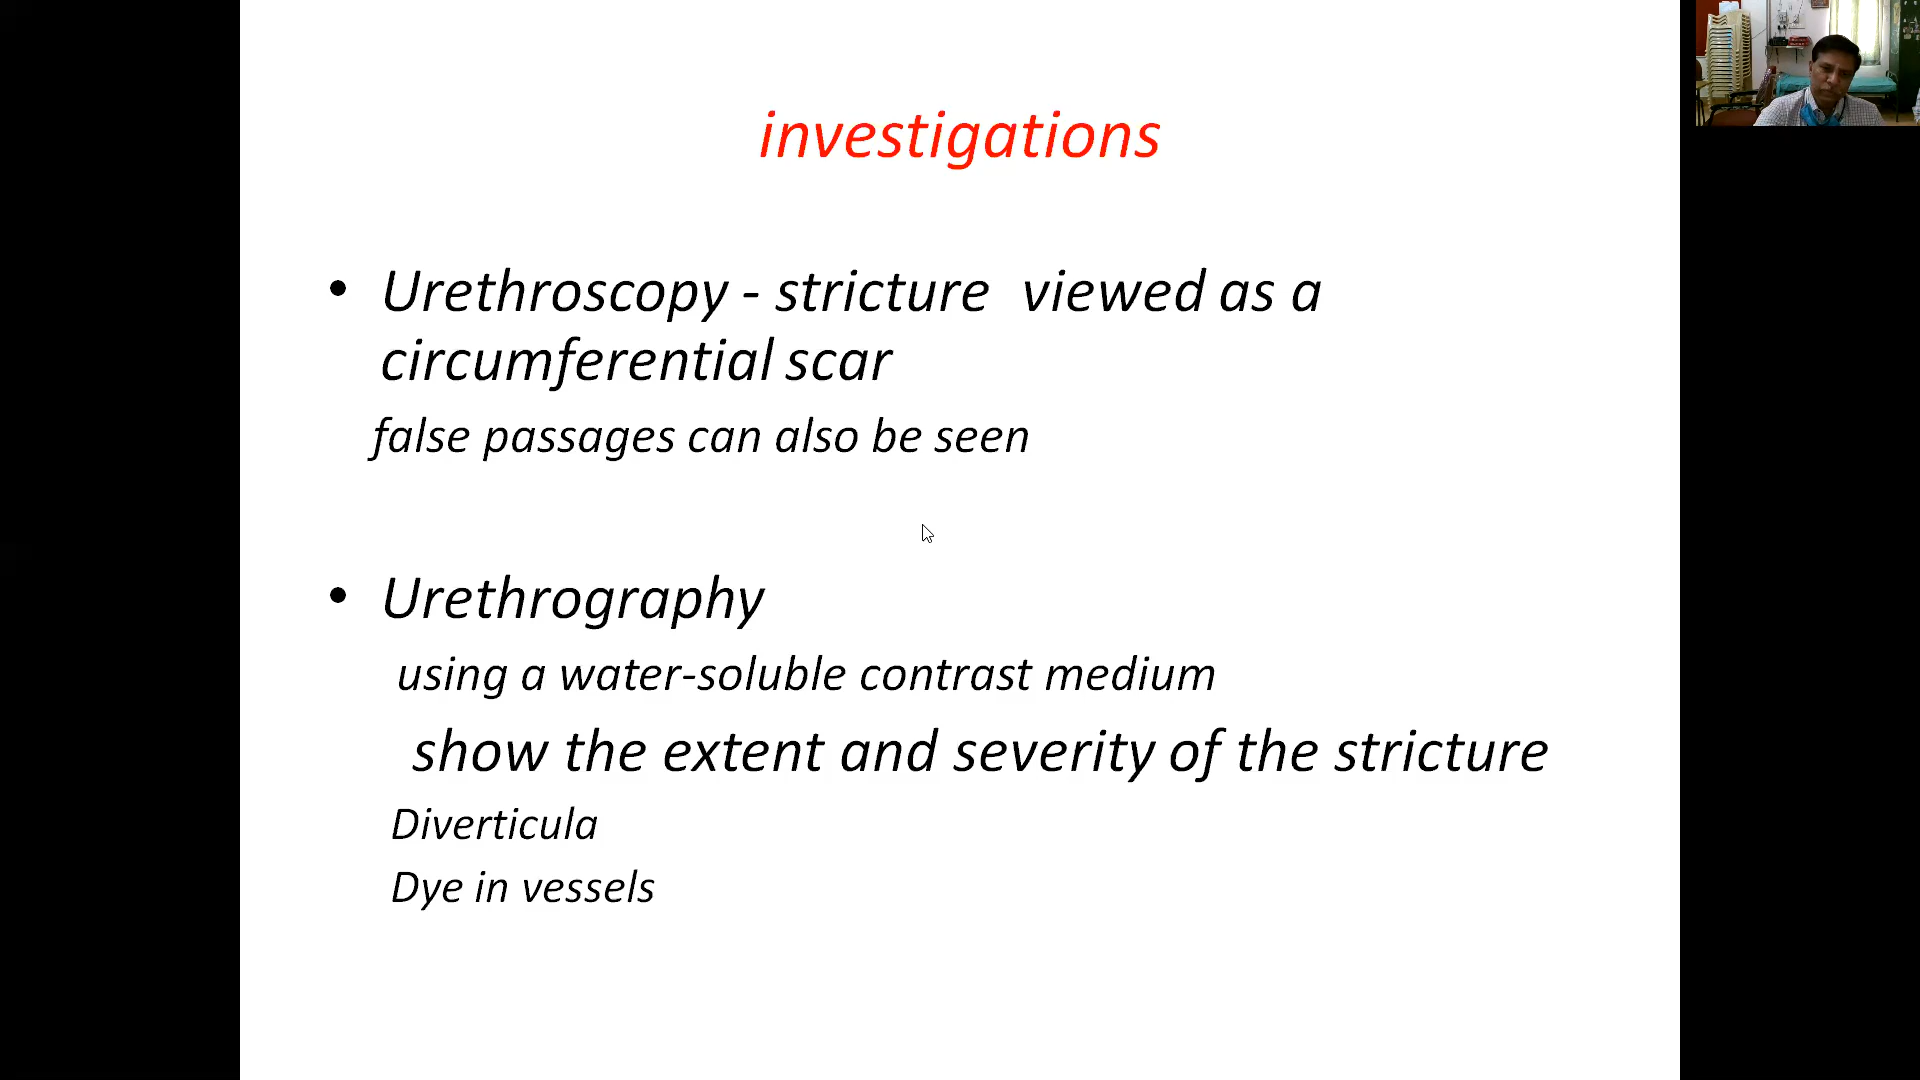 investigations
• Urethroscopy - stricture viewed as a
circumferential scar
false passages can also be seen
• Urethrography
using a water-soluble contrast medium
show the extent and severity of the stricture
Diverticula
Dye in vessels